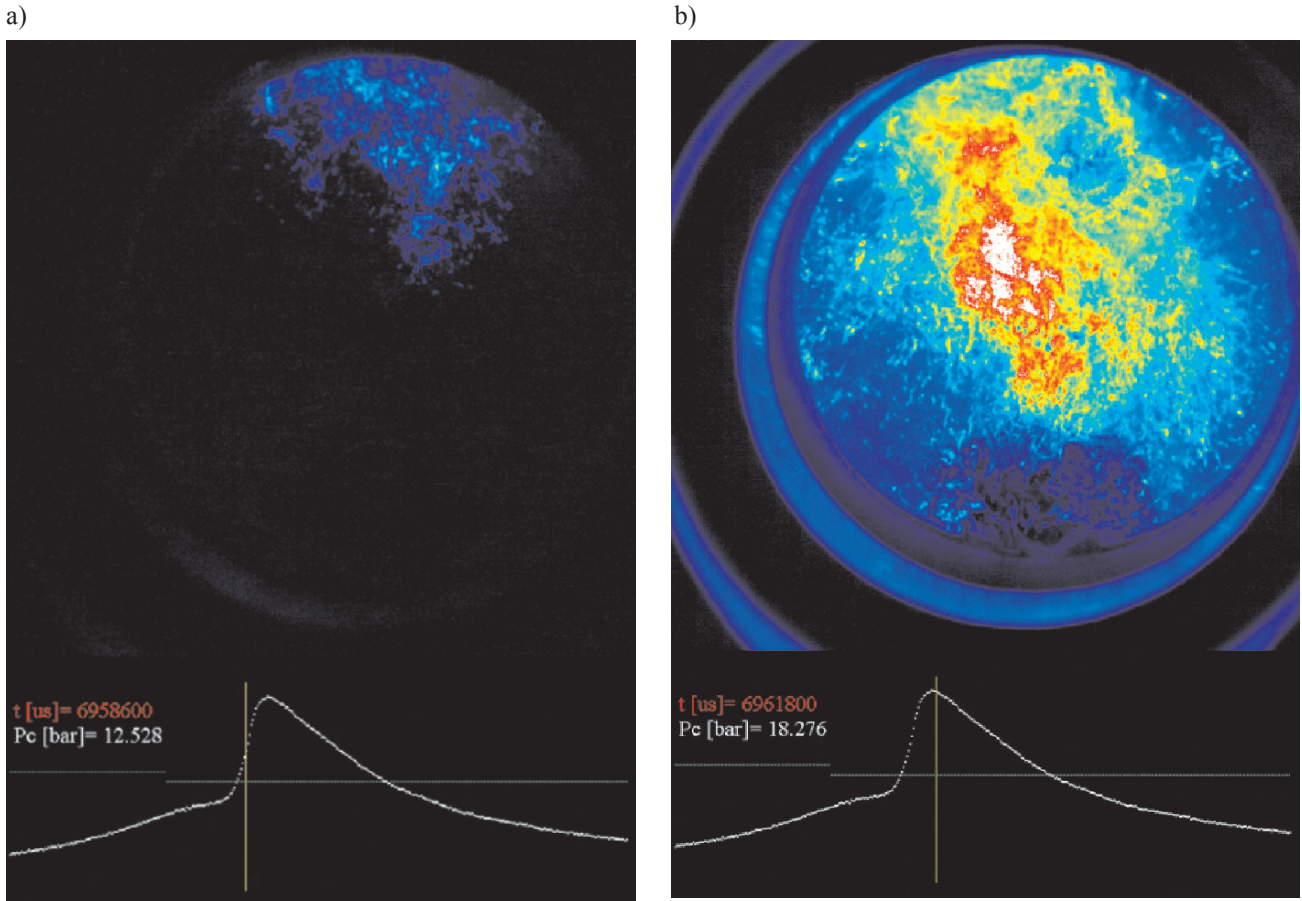 a)
b)
t [us]= 6958600
Pc [bar]= 12.528
t [us]= 6961800
Pc [bar]= 18.276